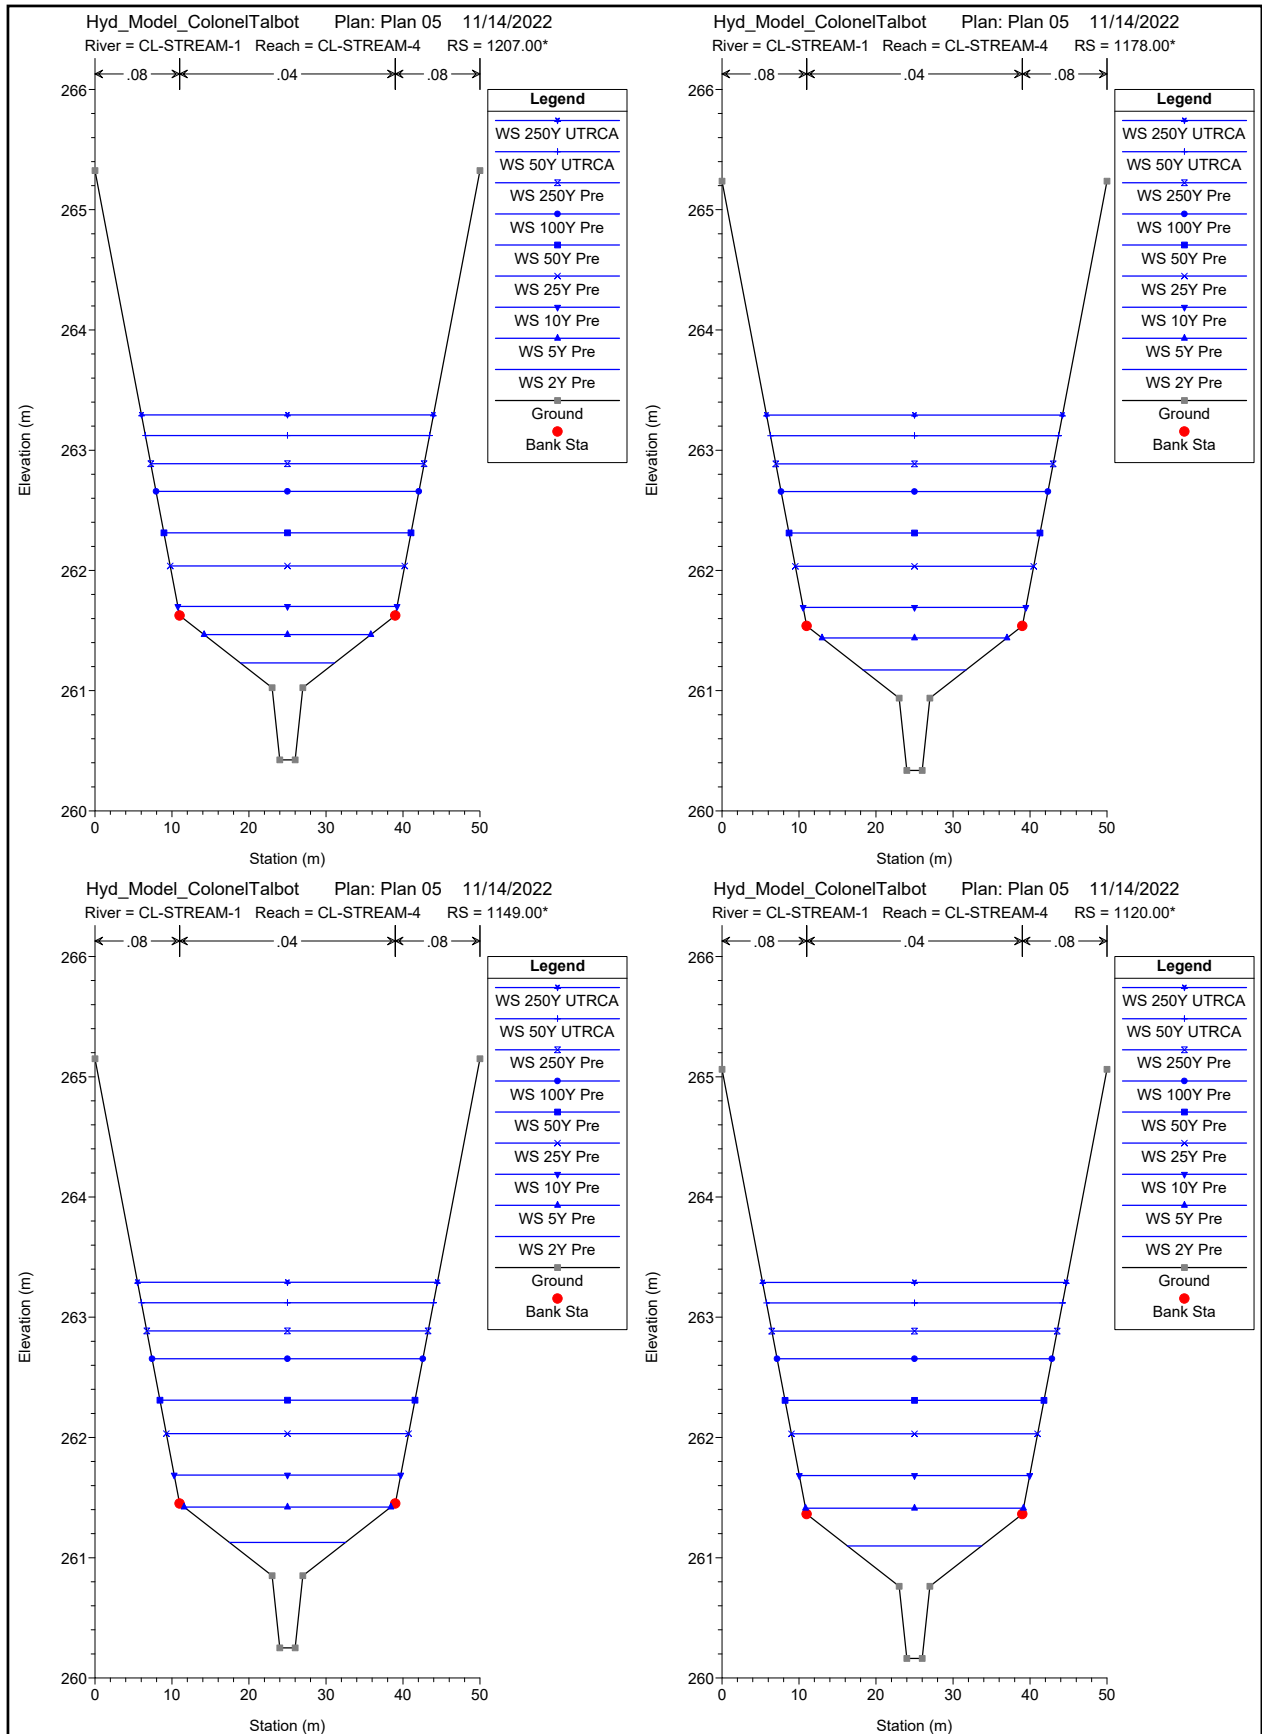 Hyd_Model_ColonelTalbot Plan: Plan 05 11/14/2022
River = CL-STREAM-1 Reach = CL-STREAM-4 RS = 1207.00*
.08 .04 .08
266
265
264
263
262
261
260
Elevation (m)
0 10 20 30 40 50
Station (m)
Legend
WS 250Y UTRCA
WS 50Y UTRCA
WS 250Y Pre
WS 100Y Pre
WS 50Y Pre
WS 25Y Pre
WS 10Y Pre
WS 5Y Pre
WS 2Y Pre
Ground
Bank Sta
Hyd_Model_ColonelTalbot Plan: Plan 05 11/14/2022
River = CL-STREAM-1 Reach = CL-STREAM-4 RS = 1178.00*
.08 .04 .08
266
265
264
263
262
261
260
Elevation (m)
0 10 20 30 40 50
Station (m)
Legend
WS 250Y UTRCA
WS 50Y UTRCA
WS 250Y Pre
WS 100Y Pre
WS 50Y Pre
WS 25Y Pre
WS 10Y Pre
WS 5Y Pre
WS 2Y Pre
Ground
Bank Sta
Hyd_Model_ColonelTalbot Plan: Plan 05 11/14/2022
River = CL-STREAM-1 Reach = CL-STREAM-4 RS = 1149.00*
.08 .04 .08
266
265
264
263
262
261
260
Elevation (m)
0 10 20 30 40 50
Station (m)
Legend
WS 250Y UTRCA
WS 50Y UTRCA
WS 250Y Pre
WS 100Y Pre
WS 50Y Pre
WS 25Y Pre
WS 10Y Pre
WS 5Y Pre
WS 2Y Pre
Ground
Bank Sta
Hyd_Model_ColonelTalbot Plan: Plan 05 11/14/2022
River = CL-STREAM-1 Reach = CL-STREAM-4 RS = 1120.00*
.08 .04 .08
266
265
264
263
262
261
260
Elevation (m)
0 10 20 30 40 50
Station (m)
Legend
WS 250Y UTRCA
WS 50Y UTRCA
WS 250Y Pre
WS 100Y Pre
WS 50Y Pre
WS 25Y Pre
WS 10Y Pre
WS 5Y Pre
WS 2Y Pre
Ground
Bank Sta